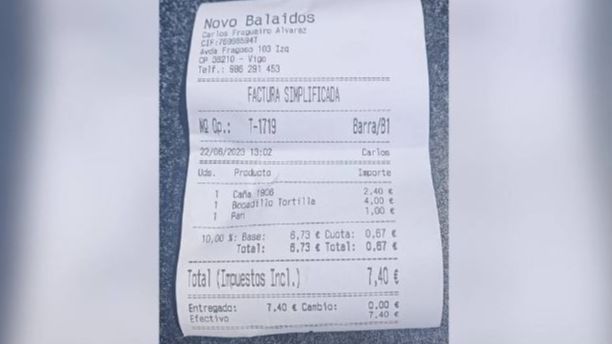 Novo Balaidos
Carlos Fragueiro Alvarez
CIF:76996594T
Avda Fragoso 103 Izq
CP 36210 - Vigo
Telf.: 986 291 453
FACTURA SIMPLIFICADA
Nº Op.: T-1719 Barra/B1
22/06/2023 13:02 Carlos
Uds. Producto Importe
1 Caña 1906 2,40 €
1 Bocadillo Tortilla 4,00 €
1 Pan 1,00 €
10,00 %: Base: 6,73 € Cuota: 0,67 €
Total: 6,73 € Total: 0,67 €
Total (Impuestos Incl.) 7,40 €
Entregado: 7,40 € Cambio: 0,00 €
Efectivo 7,40 €